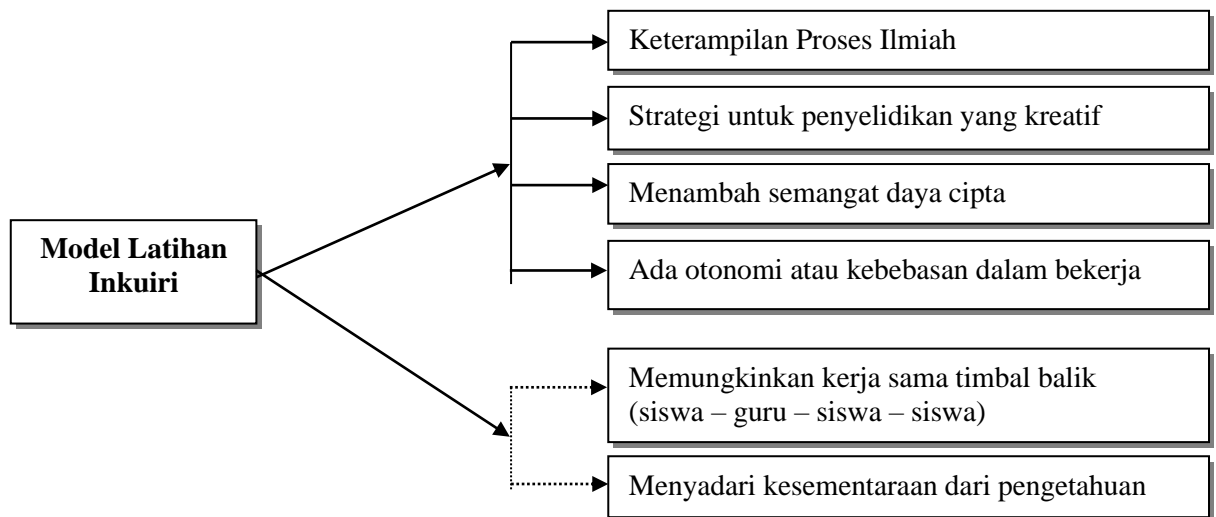 Keterampilan Proses Ilmiah
Strategi untuk penyelidikan yang kreatif
Menambah semangat daya cipta
Model Latihan
Inkuiri
Ada otonomi atau kebebasan dalam bekerja
Memungkinkan kerja sama timbal balik
(siswa – guru – siswa – siswa)
Menyadari kesementaraan dari pengetahuan